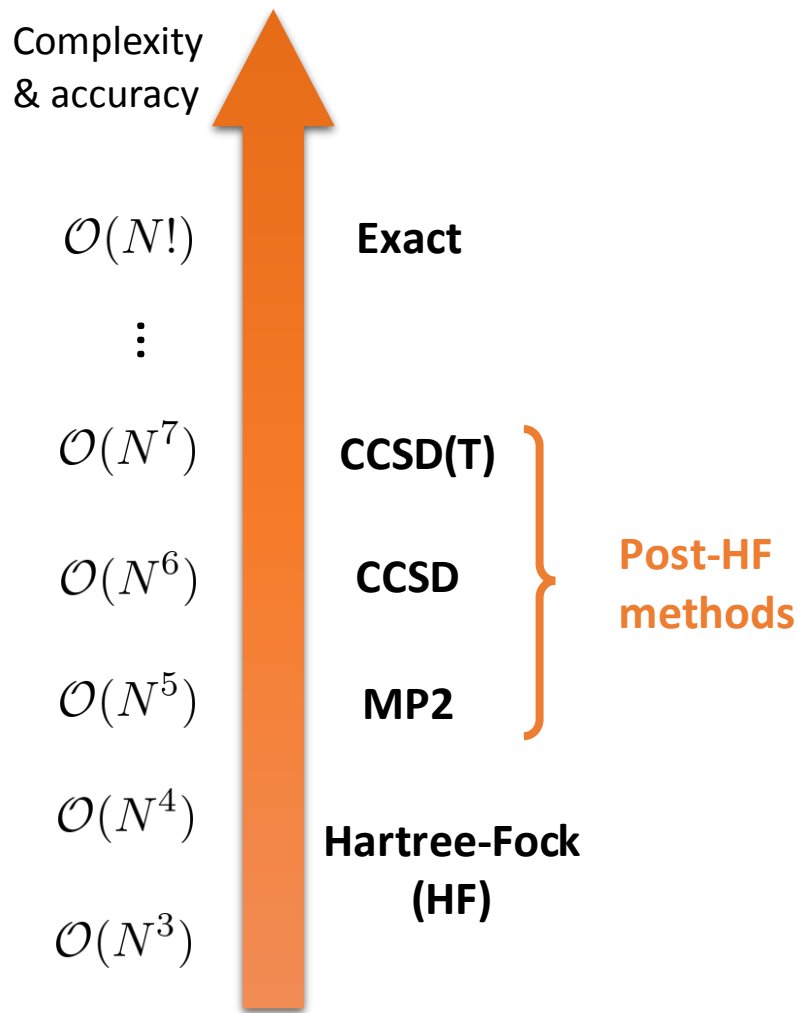 Complexity
& accuracy
𝒪(N!)
Exact
⋮
𝒪(N⁷)
CCSD(T)
𝒪(N⁶)
CCSD
Post-HF
methods
𝒪(N⁵)
MP2
𝒪(N⁴)
Hartree-Fock
(HF)
𝒪(N³)